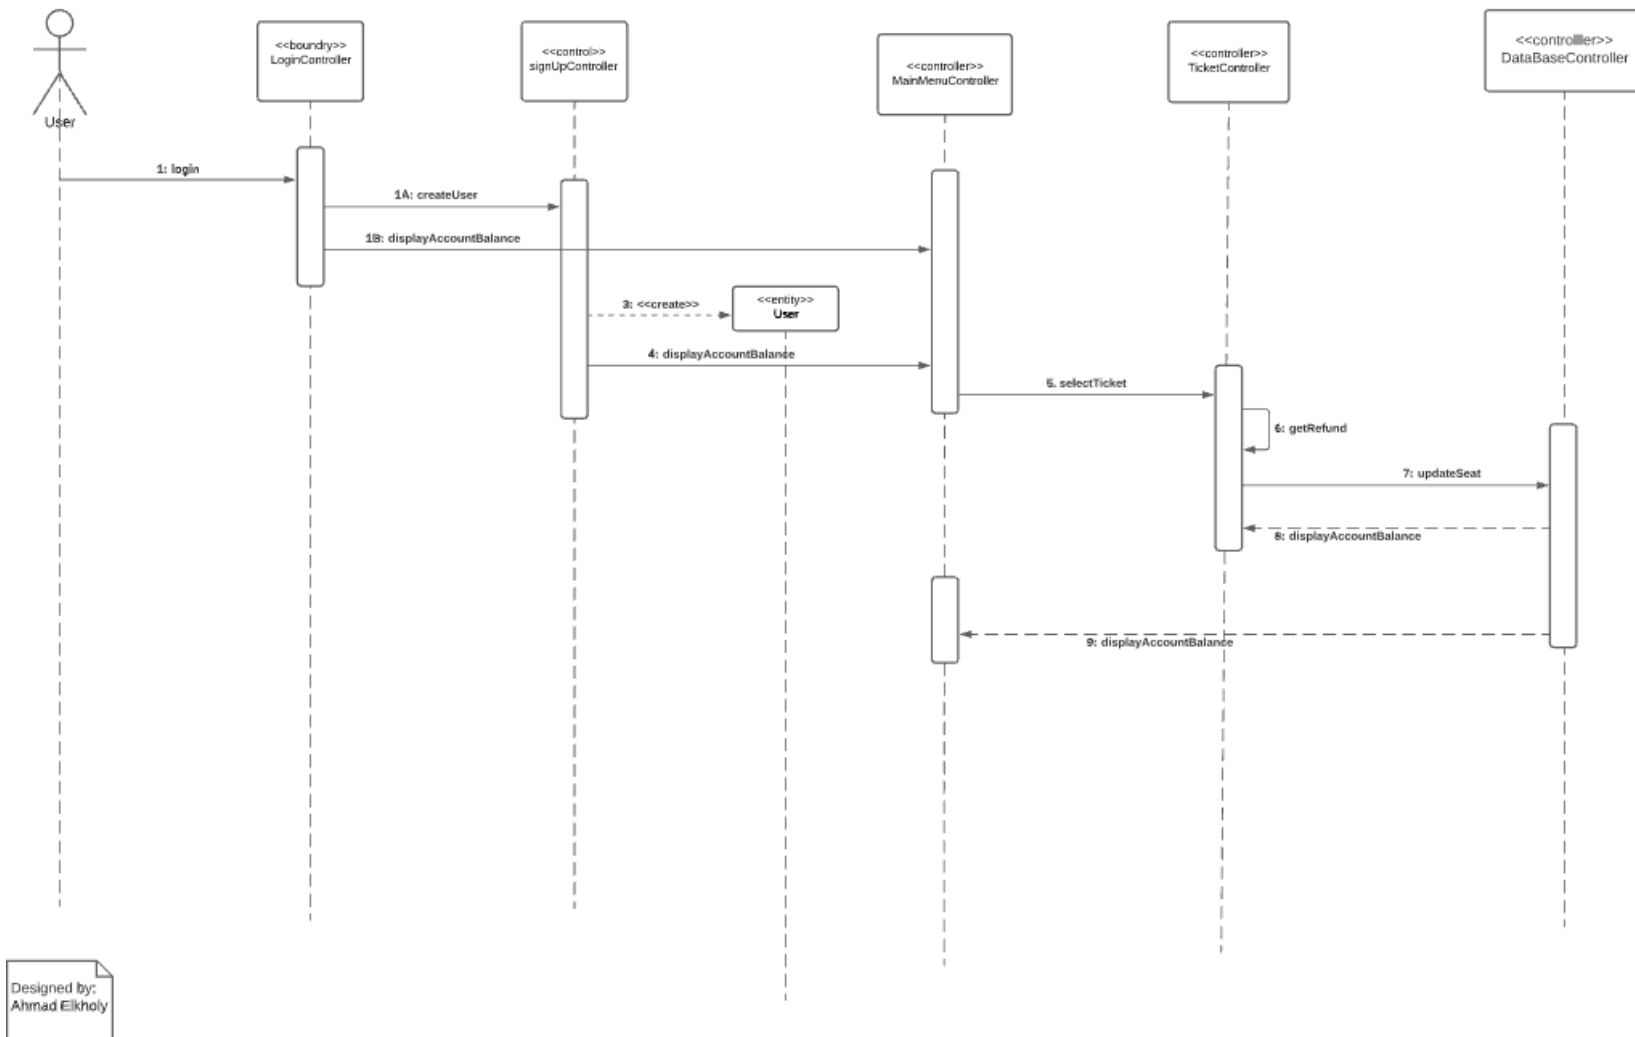 User
<<boundry>>
LoginController
<<control>>
signUpController
<<controller>>
MainMenuController
<<controller>>
TicketController
<<controller>>
DataBaseController
1: login
1A: createUser
1B: displayAccountBalance
3: <<create>>
<<entity>>
User
4: displayAccountBalance
5. selectTicket
6: getRefund
7: updateSeat
8: displayAccountBalance
9: displayAccountBalance
Designed by:
Ahmad Elkholy